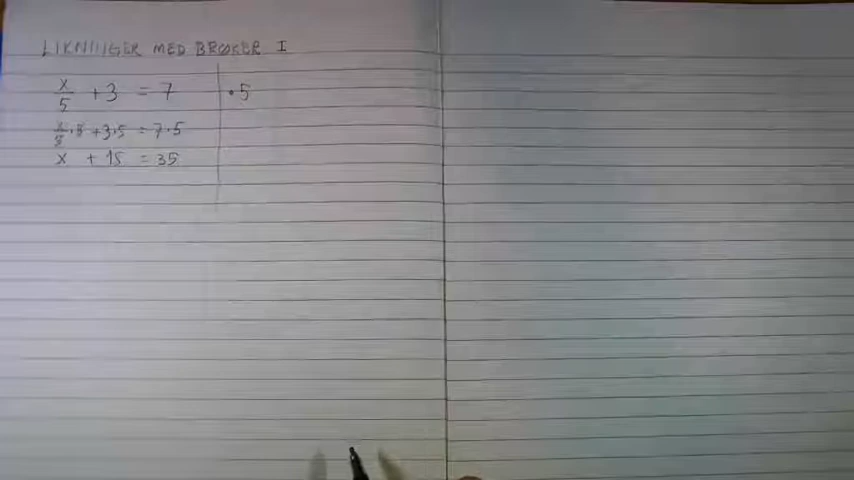 LIKNINGER MED BRØKER I
x/5 + 3 = 7 | · 5
x/5 · 5 + 3 · 5 = 7 · 5
x + 15 = 35